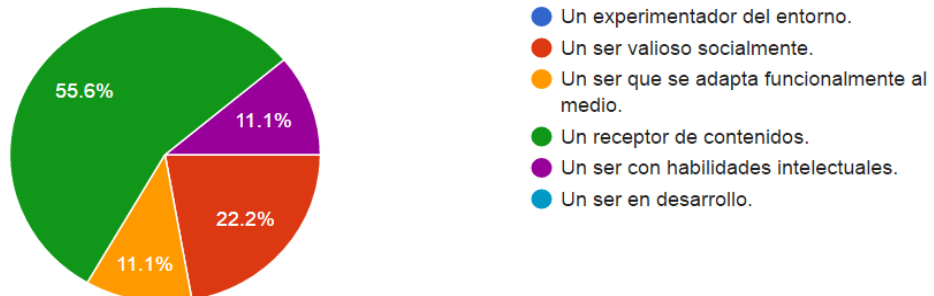 55.6%
11.1%
22.2%
11.1%
Un experimentador del entorno.
Un ser valioso socialmente.
Un ser que se adapta funcionalmente al
medio.
Un receptor de contenidos.
Un ser con habilidades intelectuales.
Un ser en desarrollo.